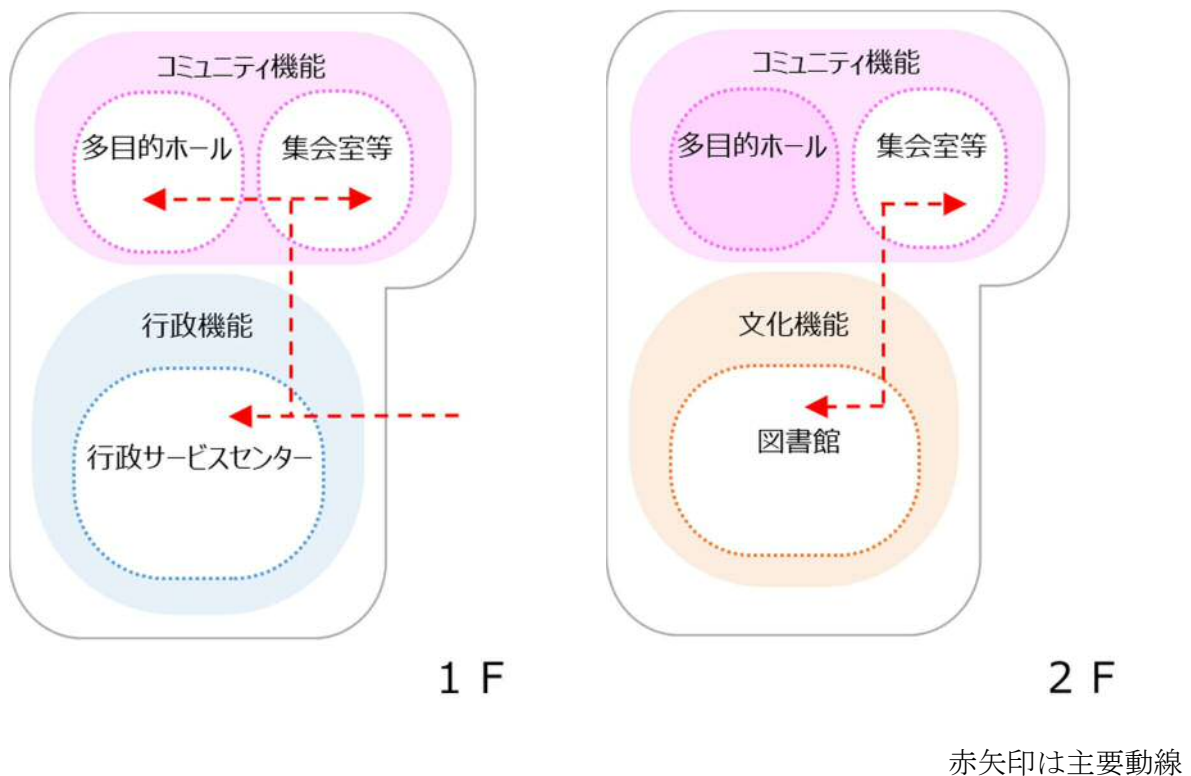 コミュニティ機能
多目的ホール
集会室等
行政機能
行政サービスセンター
1 F
コミュニティ機能
多目的ホール
集会室等
文化機能
図書館
2 F
赤矢印は主要動線